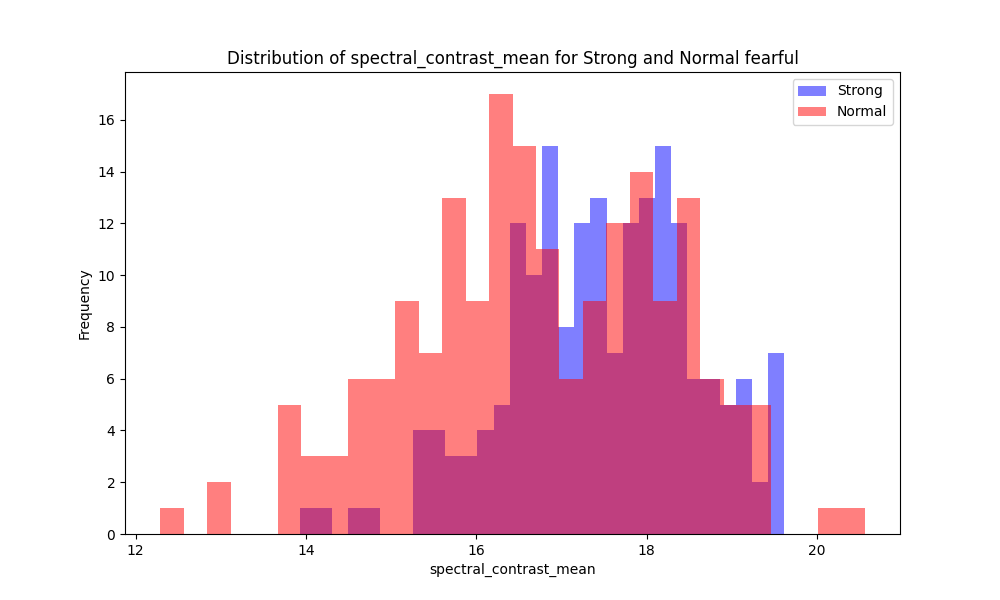 Distribution of spectral_contrast_mean for Strong and Normal fearful
Strong
Normal
Frequency
16
14
12
10
8
6
4
2
0
12 14 16 18 20
spectral_contrast_mean